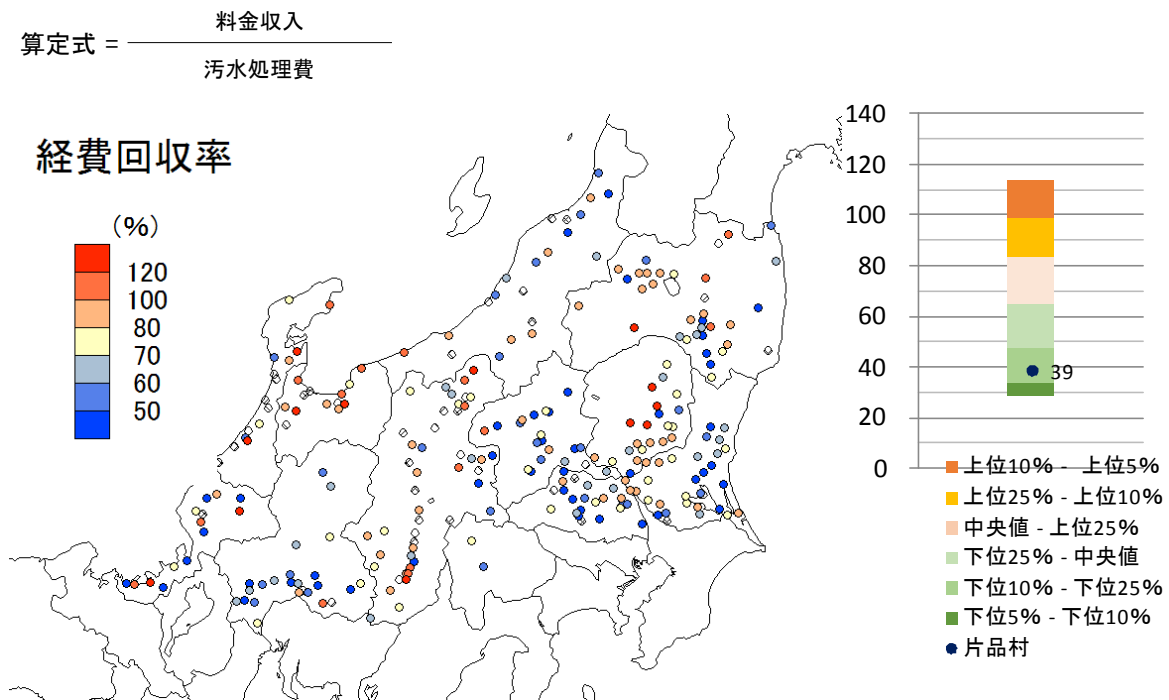 料金収入
算定式 =
汚水処理費
経費回収率
（%）
120
100
80
70
60
50
140
120
100
80
60
40
20
0
39
上位10% - 上位5%
上位25% - 上位10%
中央値 - 上位25%
下位25% - 中央値
下位10% - 下位25%
下位5% - 下位10%
片品村